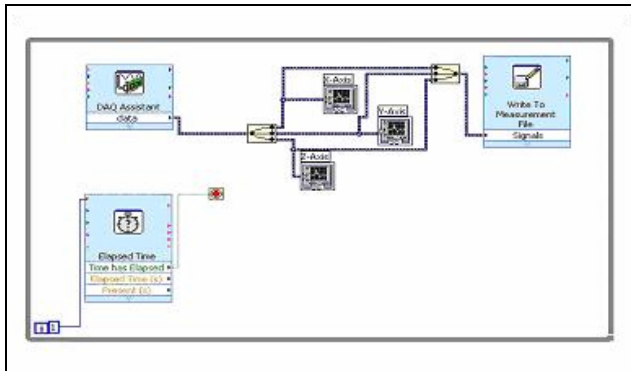 X-Axis
DAQ Assistant
data
Y-Axis
Write To
Measurement
File
Signals
Z-Axis
Elapsed Time
Time has Elapsed
Elapsed Time (s)
Present (s)
i